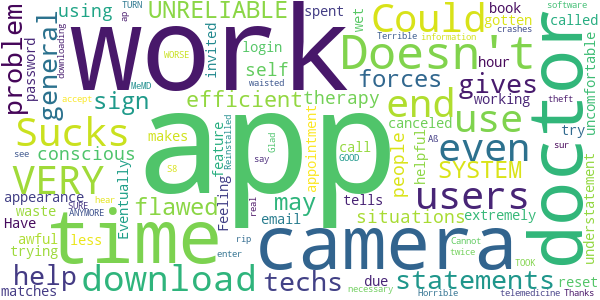 using
UNRELIABLE
spent
Could
book
TURN
software
ap
called
crashes
problem
password
downloading
general
work
invited
login
wet
gotten
Terrible
hour
information
Doesn't
doctor
WORSE
MeMD
waisted
self
forces
gives
working
uncomfortable
sign
efficient
therapy
end
use
theft
accept
Sucks
makes
feature
Reinstalled
app
Glad
call
appointment
canceled
people
helpful
Aß
try
conscious
say
GOOD
SYSTEM
even
sur
see
VERY
SB
tells
users
understatement
appearance
SURE
ANYMORE
Eventually
Feeling
real
may
situations
extremely
Have
flawed
email
waste
time
camera
Cannot
twice
awful
less
hear
trying
rip
TOOK
help
download
techs
due
statements
reset
matches
enter
Horrible
necessary
telemedicine
Thanks